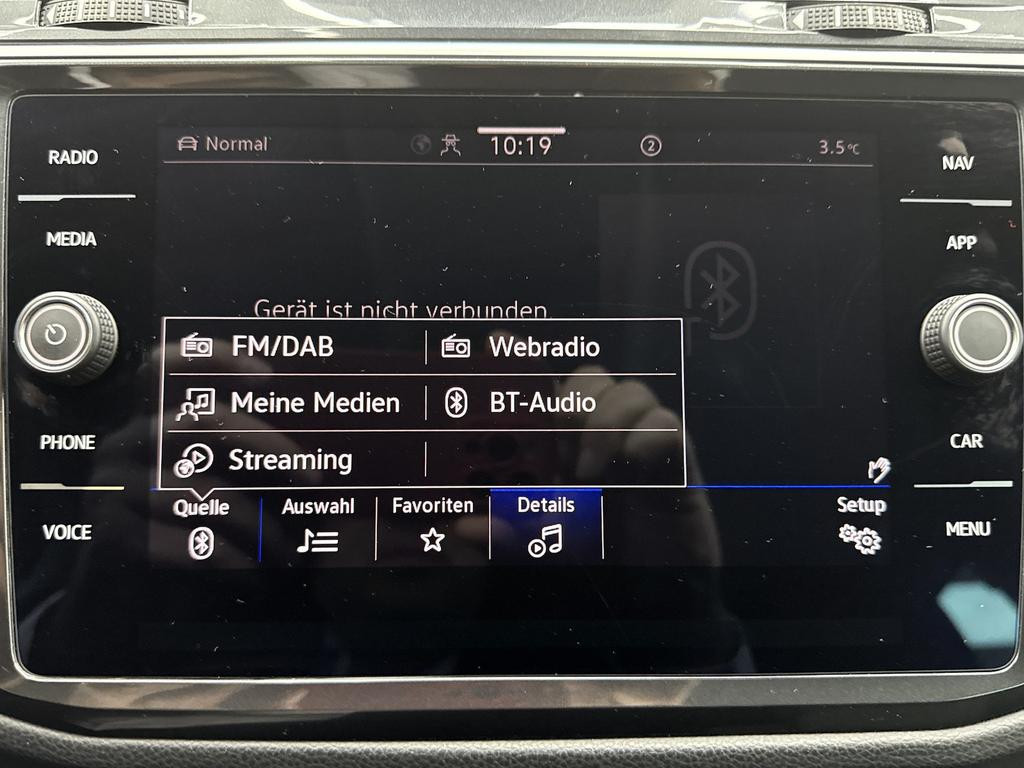 RADIO
MEDIA
PHONE
VOICE
Normal
10:19
2
3.5°C
Gerät ist nicht verbunden.
FM/DAB
Webradio
Meine Medien
BT-Audio
Streaming
Quelle
Auswahl
Favoriten
Details
Setup
NAV
APP
CAR
MENU